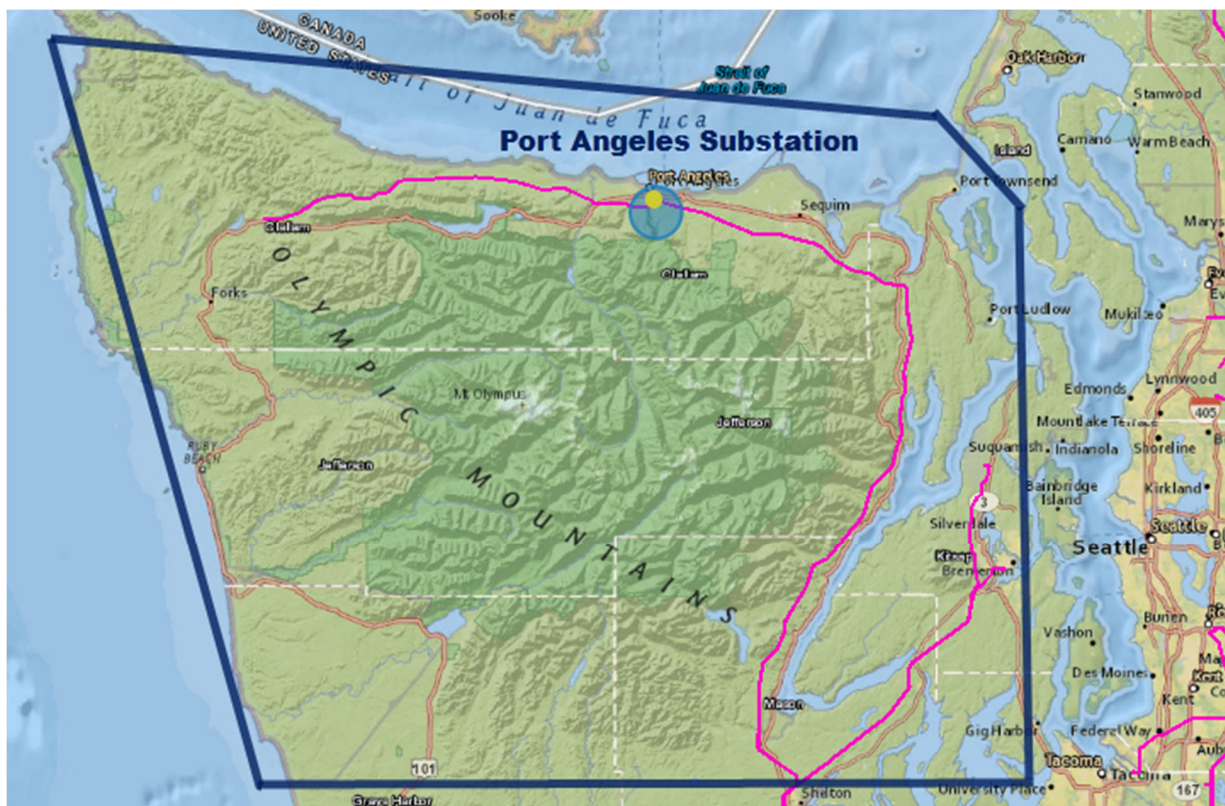 Sooke
CANADA
UNITED STATES
Strait of
Juan de Fuca
Strait of Juan de Fuca
Oak Harbor
Stanwood
Camano
Warm Beach
Island
Port Angeles Substation
Port Angeles
Port Townsend
Sequim
Marys
Clallam
Clallam
Forks
Port Ludlow
Mukilteo
OLYMPIC MOUNTAINS
Mt Olympus
Edmonds
Lynnwood
405
Jefferson
Mountlake Terrace
Suquamish
Indianola
Shoreline
RUBY
BEACH
Jefferson
Bainbridge
Island
Kirkland
3
Silverdale
Seattle
Seattle
Kitsap
Bremerton
Burien
Vashon
Des Moines
Kent
Kent
Mason
Gig Harbor
Federal Way
101
Tacoma
Tacoma
University Place
167
Shelton
Grays Harbor